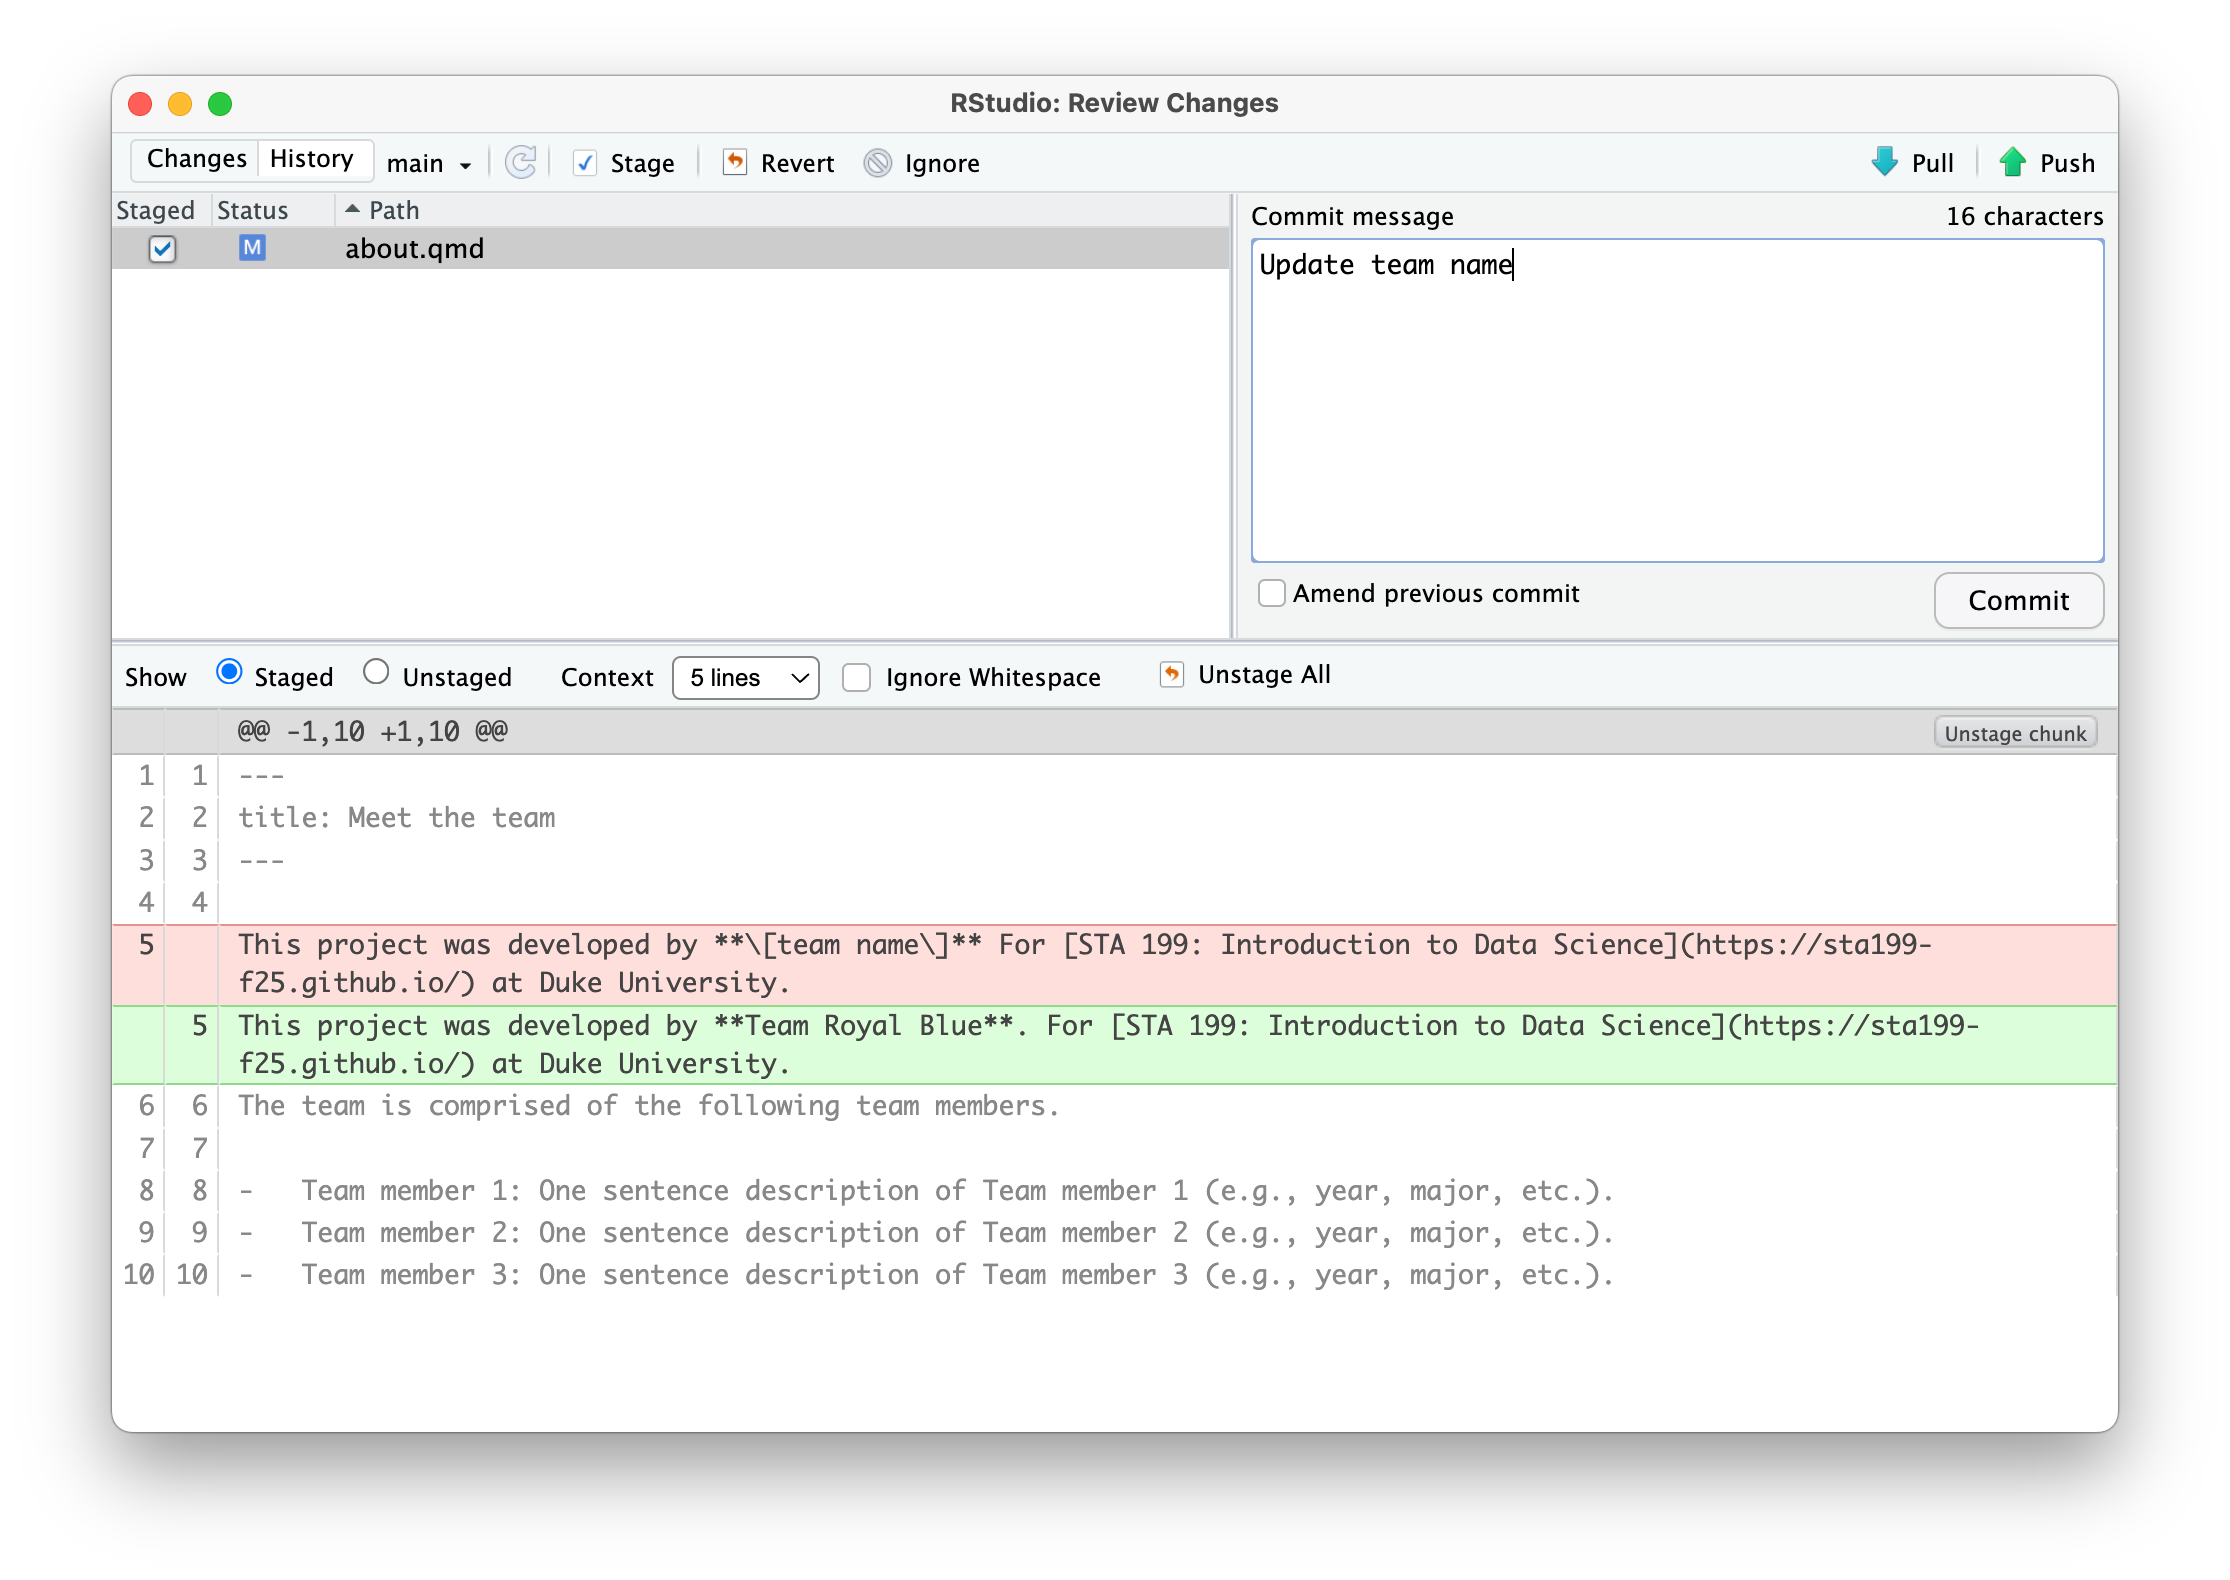 RStudio: Review Changes
Changes History main Stage Revert Ignore Pull Push
Staged Status Path
M about.qmd
Commit message 16 characters
Update team name
Amend previous commit Commit
Show Staged Unstaged Context 5 lines Ignore Whitespace Unstage All
@@ -1,10 +1,10 @@ Unstage chunk
1 1 ---
2 2 title: Meet the team
3 3 ---
4 4
5 This project was developed by **\[team name\]** For [STA 199: Introduction to Data Science](https://sta199-
f25.github.io/) at Duke University.
5 This project was developed by **Team Royal Blue**. For [STA 199: Introduction to Data Science](https://sta199-
f25.github.io/) at Duke University.
6 6 The team is comprised of the following team members.
7 7
8 8 - Team member 1: One sentence description of Team member 1 (e.g., year, major, etc.).
9 9 - Team member 2: One sentence description of Team member 2 (e.g., year, major, etc.).
10 10 - Team member 3: One sentence description of Team member 3 (e.g., year, major, etc.).